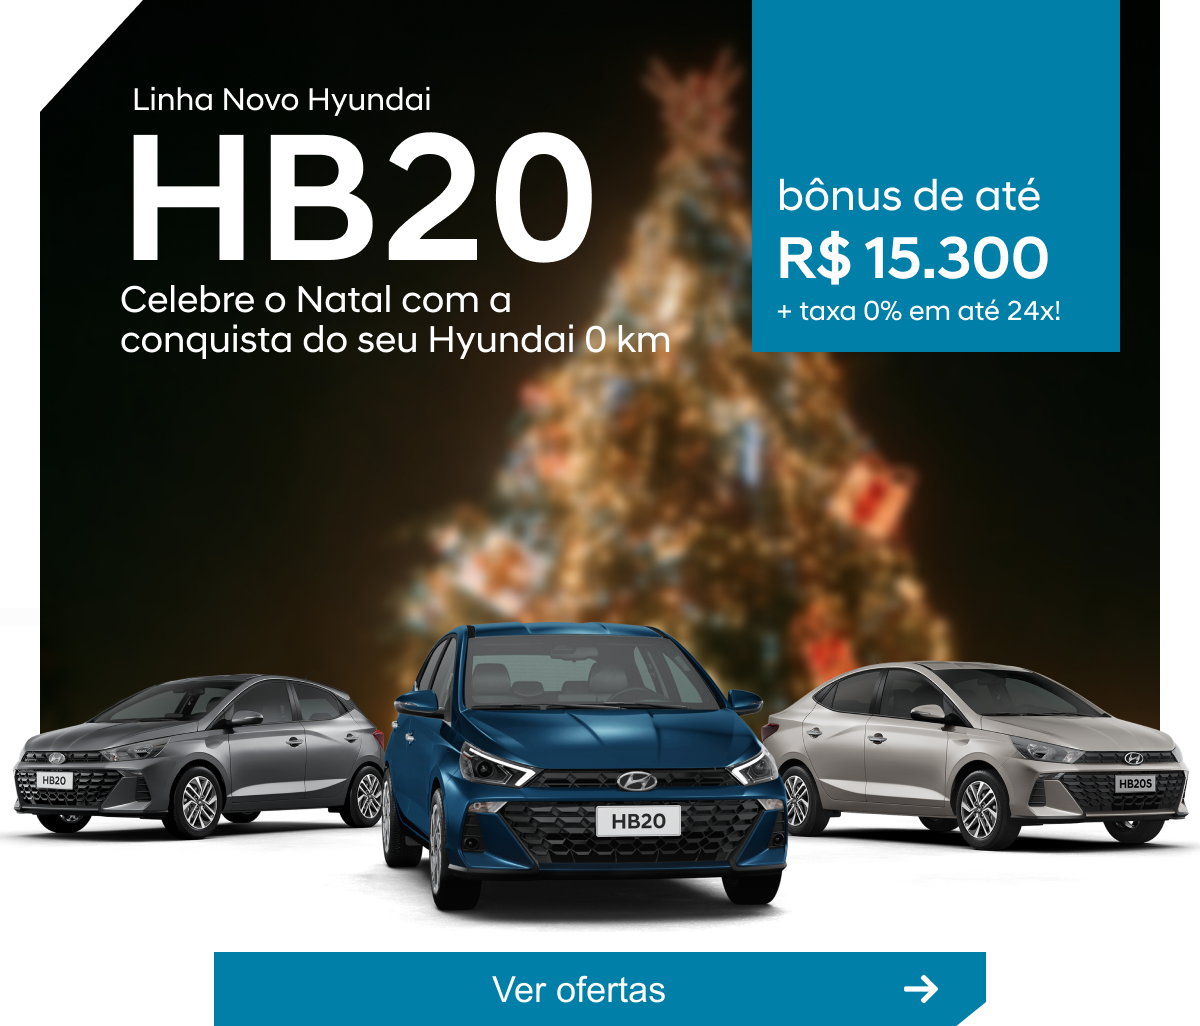 Linha Novo Hyundai
HB20
Celebre o Natal com a
conquista do seu Hyundai 0 km
bônus de até
R$ 15.300
+ taxa 0% em até 24x!
HB20
HB20
HB20S
Ver ofertas